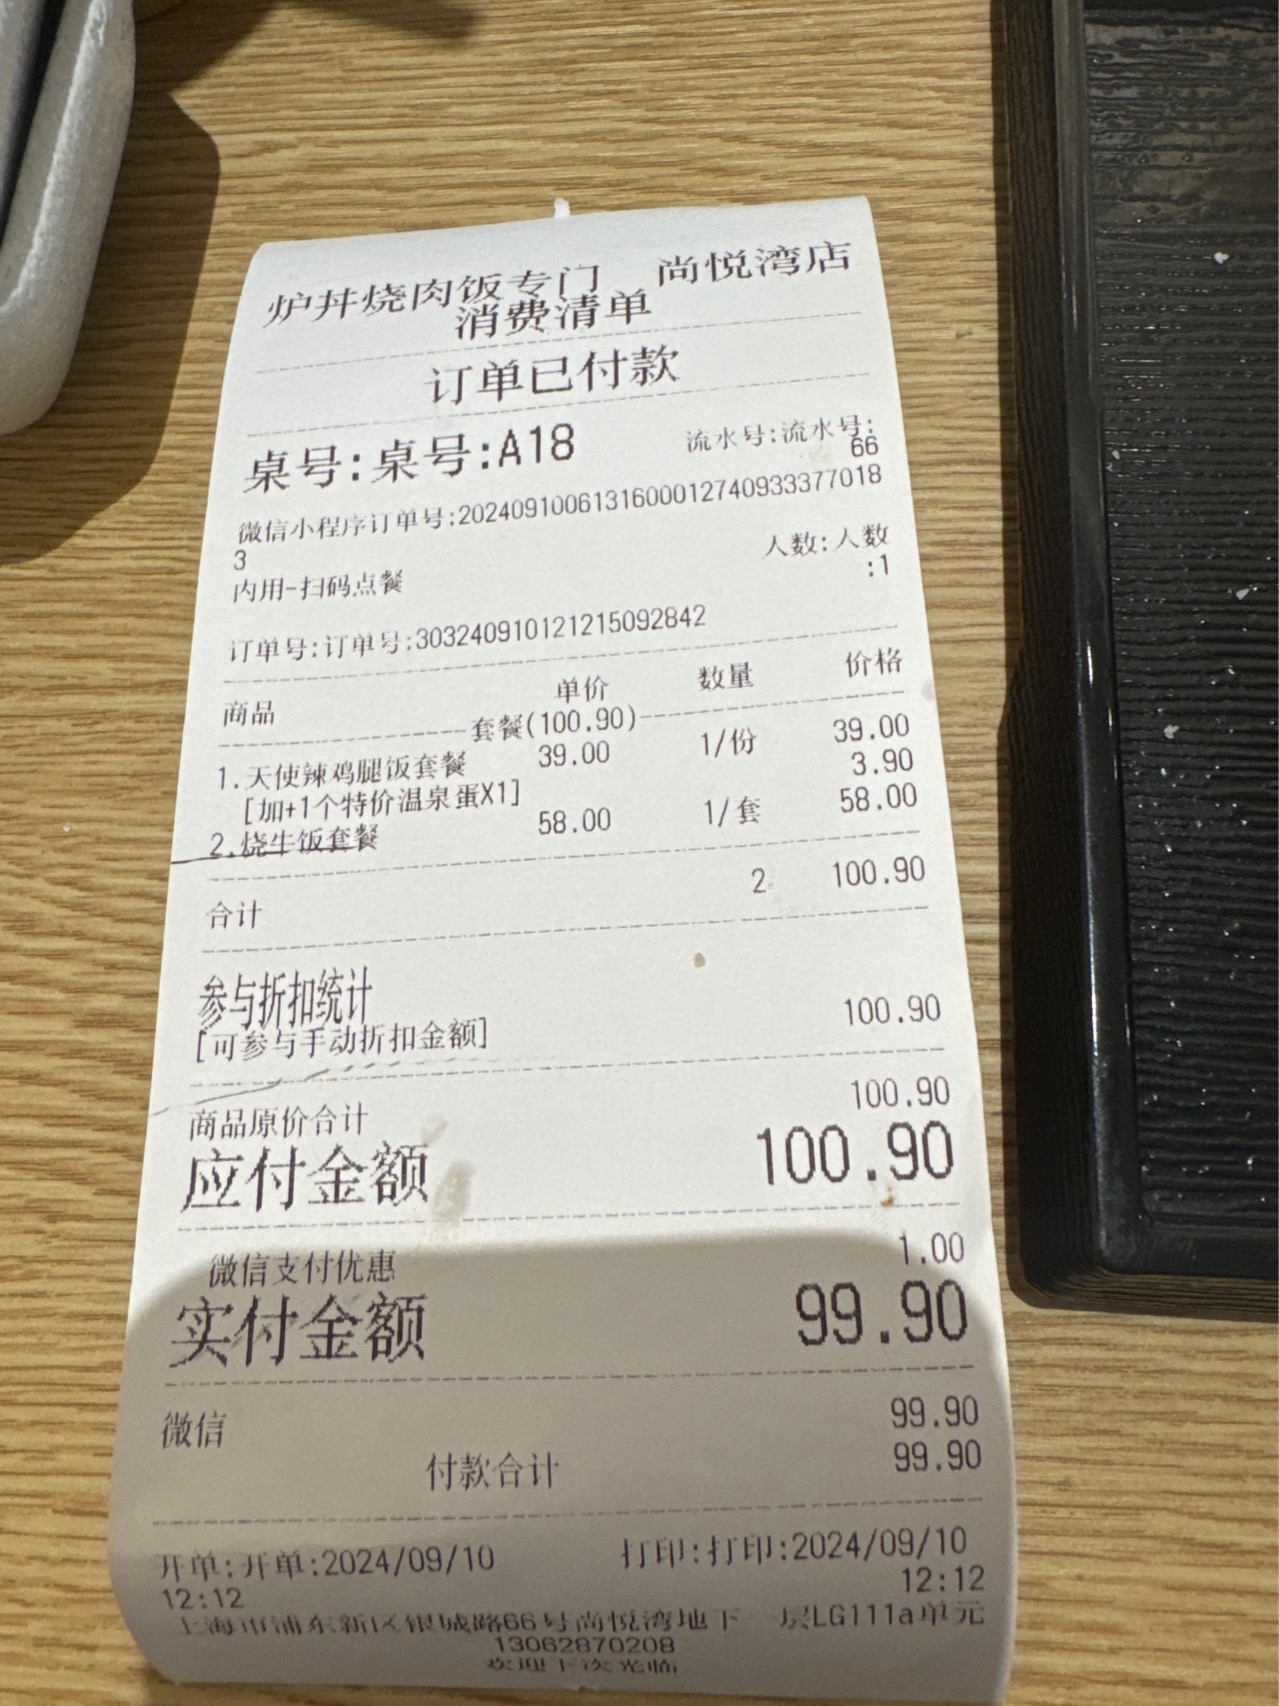 炉丼烧肉饭专门 尚悦湾店
消费清单
订单已付款
桌号:桌号:A18 流水号:流水号:
66
微信小程序订单号:2024091006131600012740933377018
3
内用-扫码点餐 人数:人数
:1
订单号:订单号:303240910121215092842
商品 单价 数量 价格
套餐(100.90)
1.天使辣鸡腿饭套餐 39.00 1/份 39.00
[加+1个特价温泉蛋X1] 3.90
2.烧牛饭套餐 58.00 1/套 58.00
合计 2 100.90
参与折扣统计
[可参与手动折扣金额] 100.90
商品原价合计 100.90
应付金额 100.90
微信支付优惠 1.00
实付金额 99.90
微信 99.90
付款合计 99.90
开单:开单:2024/09/10 打印:打印:2024/09/10
12:12 12:12
上海市浦东新区银城路66号尚悦湾地下 层LG111a单元
13062870208
欢迎下次光临